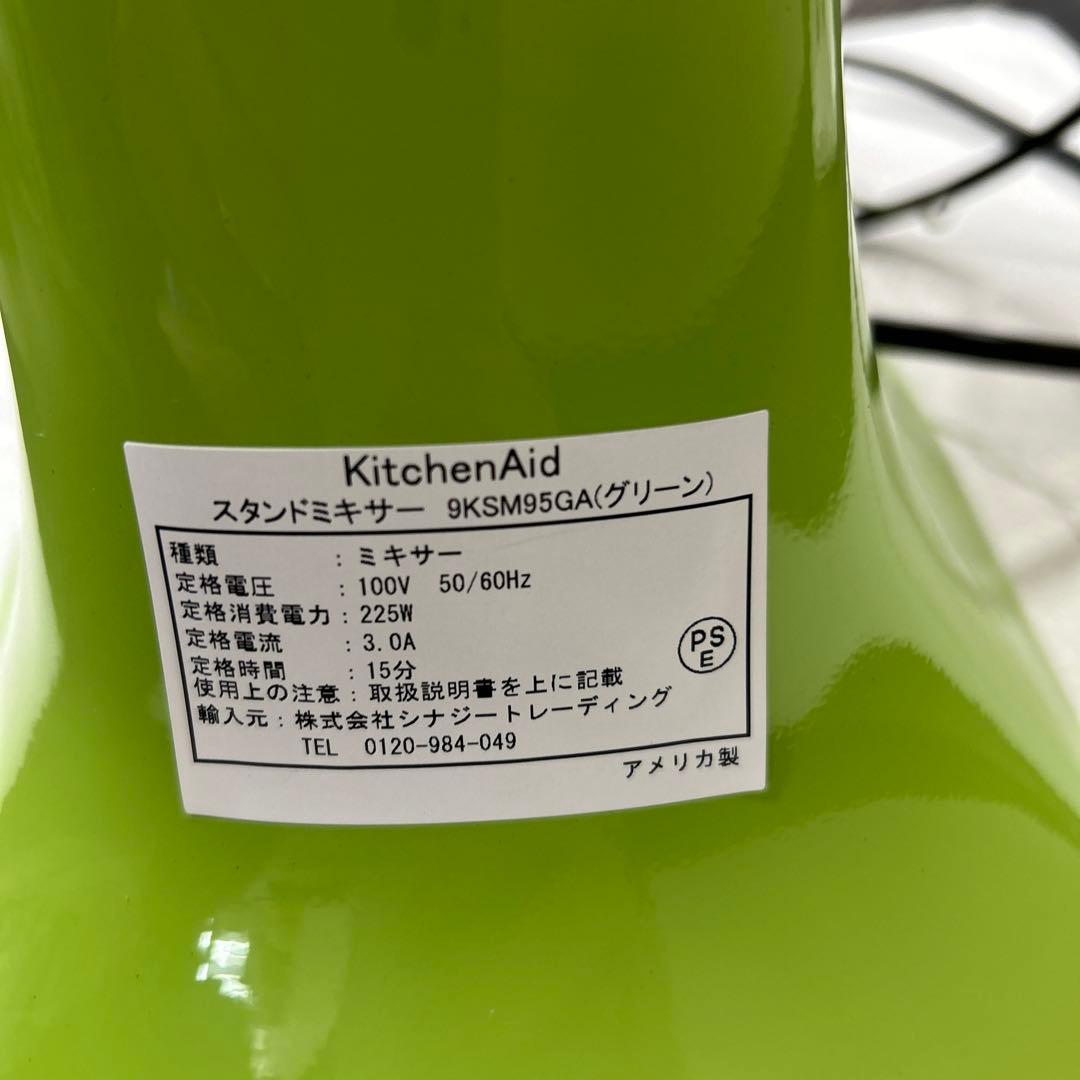 KitchenAid
スタンドミキサー 9KSM95GA(グリーン)
種類 : ミキサー
定格電圧 : 100V 50/60Hz
定格消費電力 : 225W
定格電流 : 3.0A
定格時間 : 15分
使用上の注意 : 取扱説明書を上に記載
輸入元 : 株式会社シナジートレーディング
TEL 0120-984-049
PS
E
アメリカ製